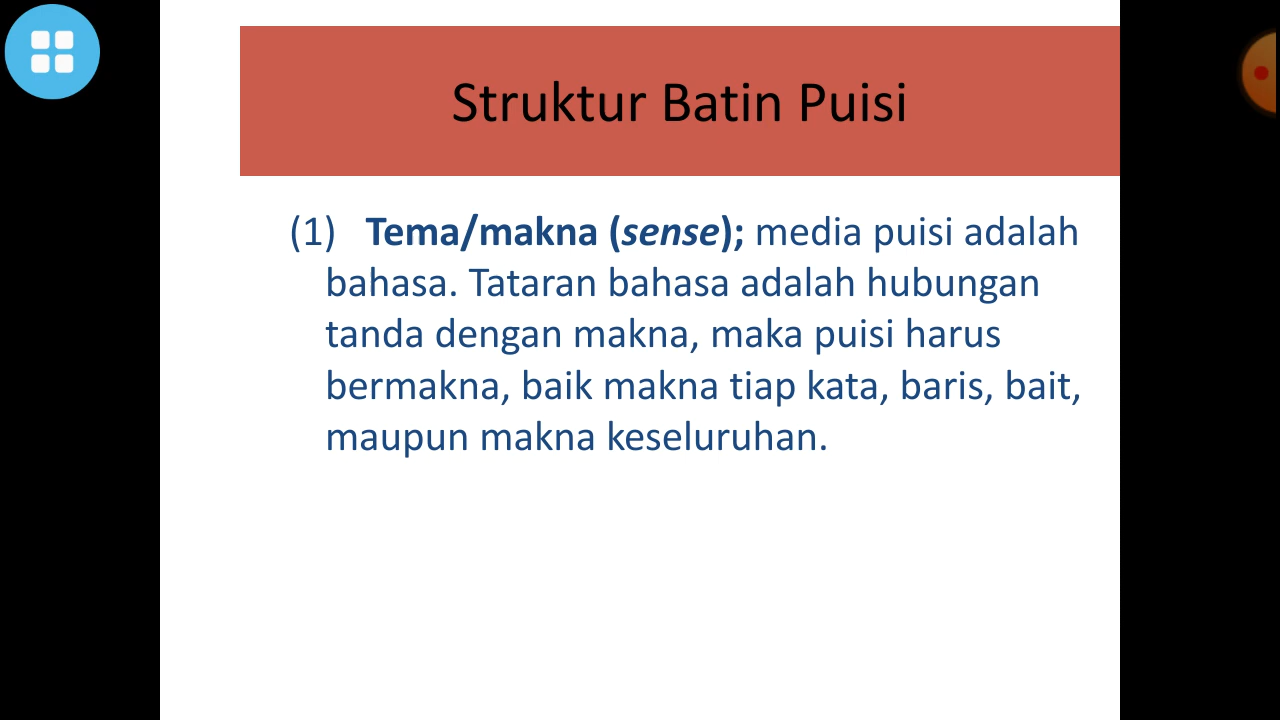 Struktur Batin Puisi
(1) Tema/makna (sense); media puisi adalah
bahasa. Tataran bahasa adalah hubungan
tanda dengan makna, maka puisi harus
bermakna, baik makna tiap kata, baris, bait,
maupun makna keseluruhan.